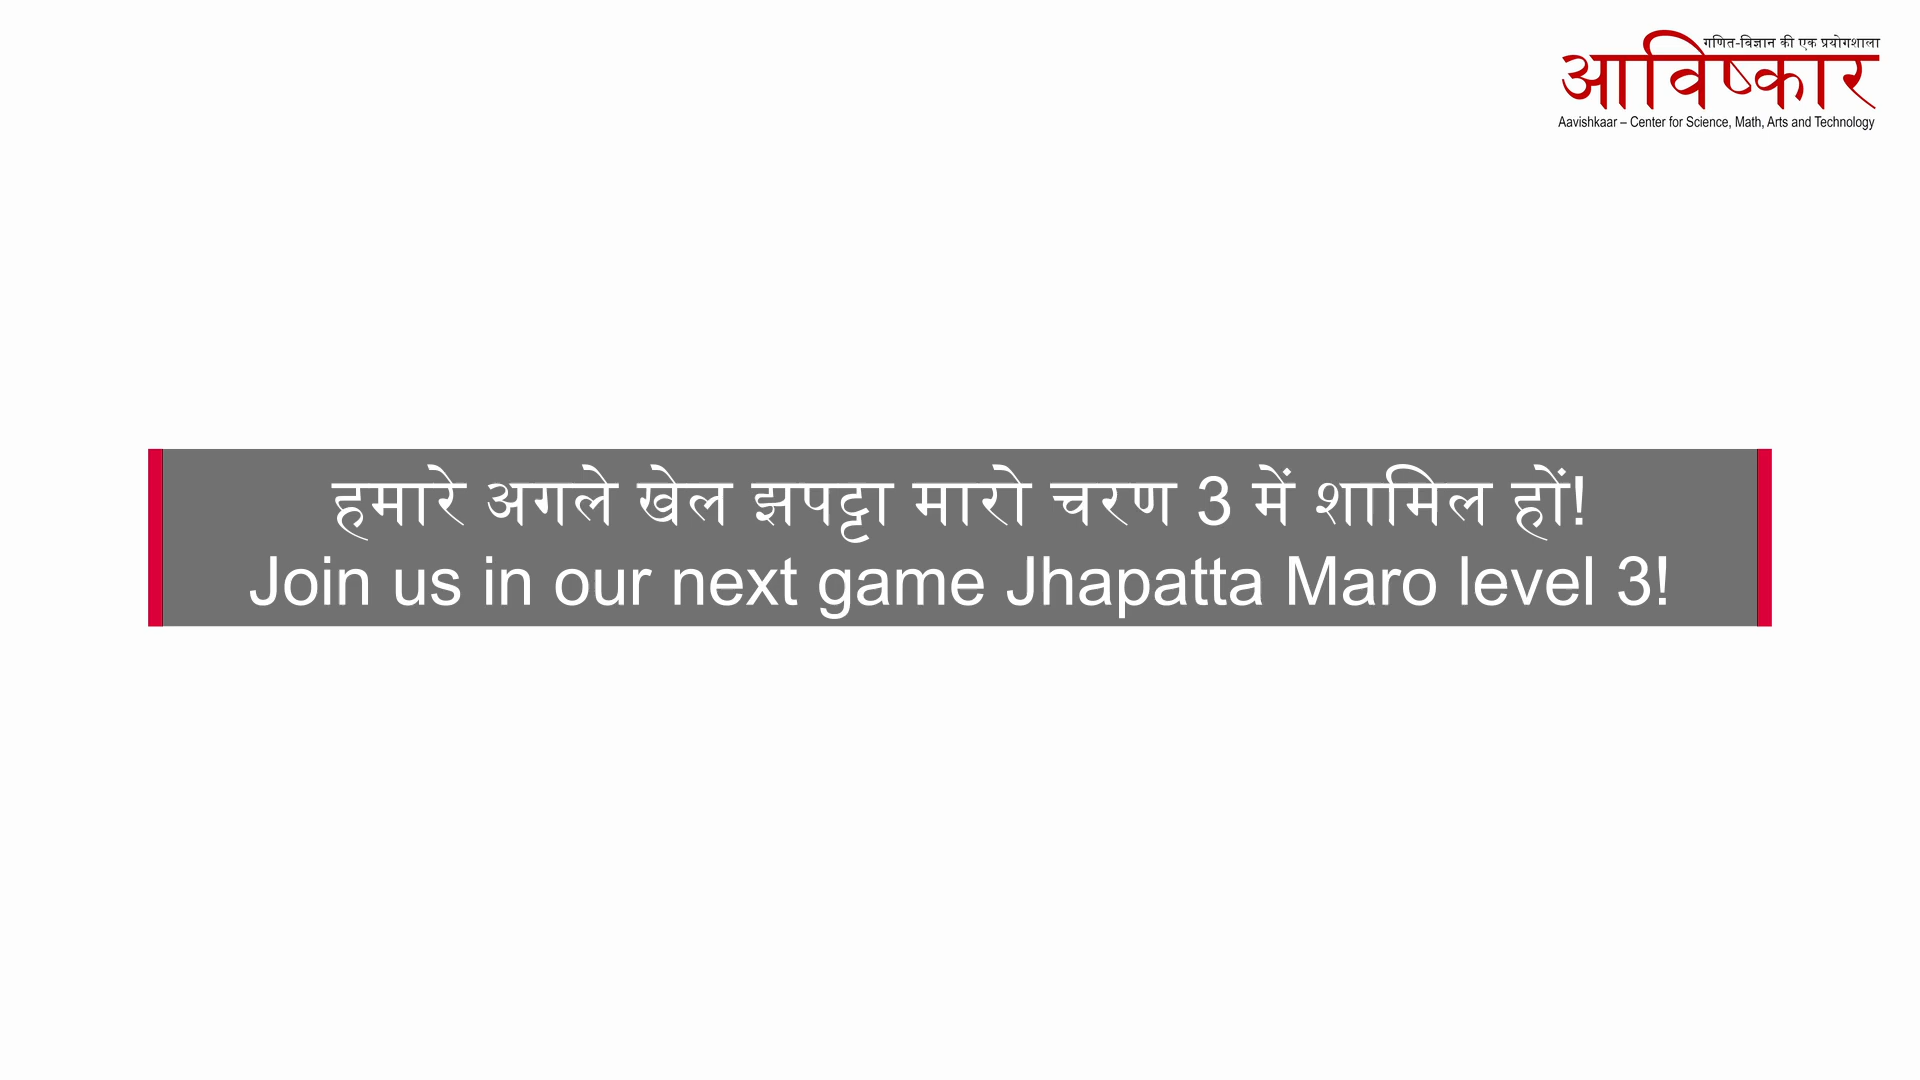 गणित-विज्ञान की एक प्रयोगशाला
आविष्कार
Aavishkaar – Center for Science, Math, Arts and Technology
हमारे अगले खेल झपट्टा मारो चरण 3 में शामिल हों!
Join us in our next game Jhapatta Maro level 3!